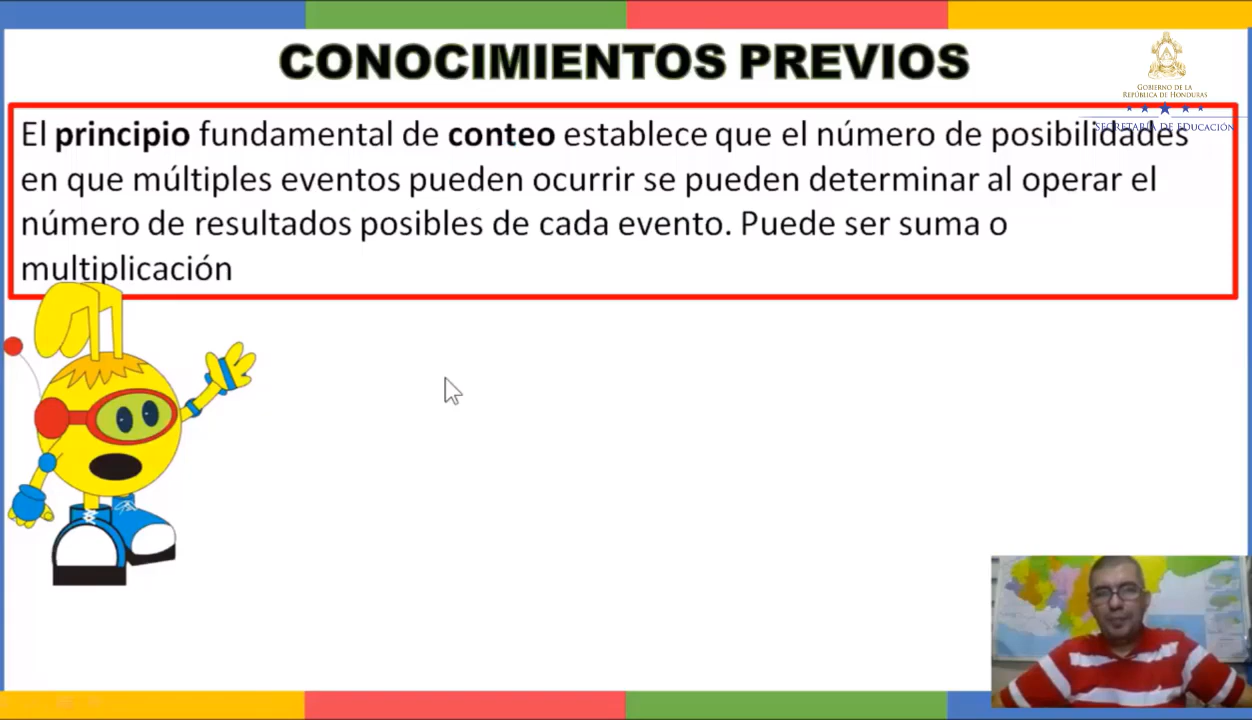 CONOCIMIENTOS PREVIOS
GOBIERNO DE LA
REPÚBLICA DE HONDURAS
SECRETARÍA DE EDUCACIÓN
El principio fundamental de conteo establece que el número de posibilidades
en que múltiples eventos pueden ocurrir se pueden determinar al operar el
número de resultados posibles de cada evento. Puede ser suma o
multiplicación